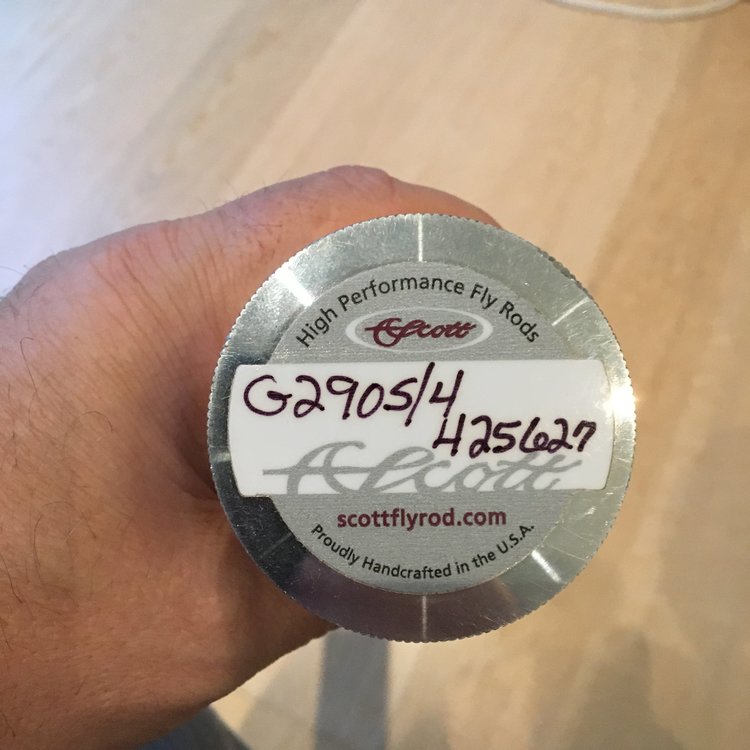 High Performance Fly Rods
Scott
G2905/4
425627
Scott
scottflyrod.com
Proudly Handcrafted in the U.S.A.